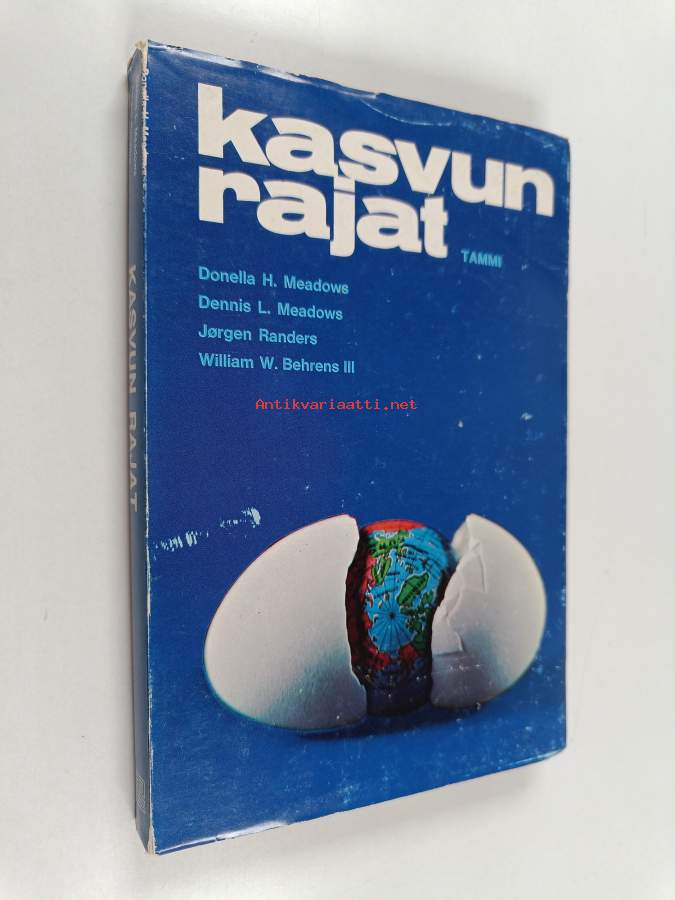 kasvun
rajat
TAMMI
Donella H. Meadows
Dennis L. Meadows
Jørgen Randers
William W. Behrens III
Antikvariaatti.net
KASVUN RAJAT